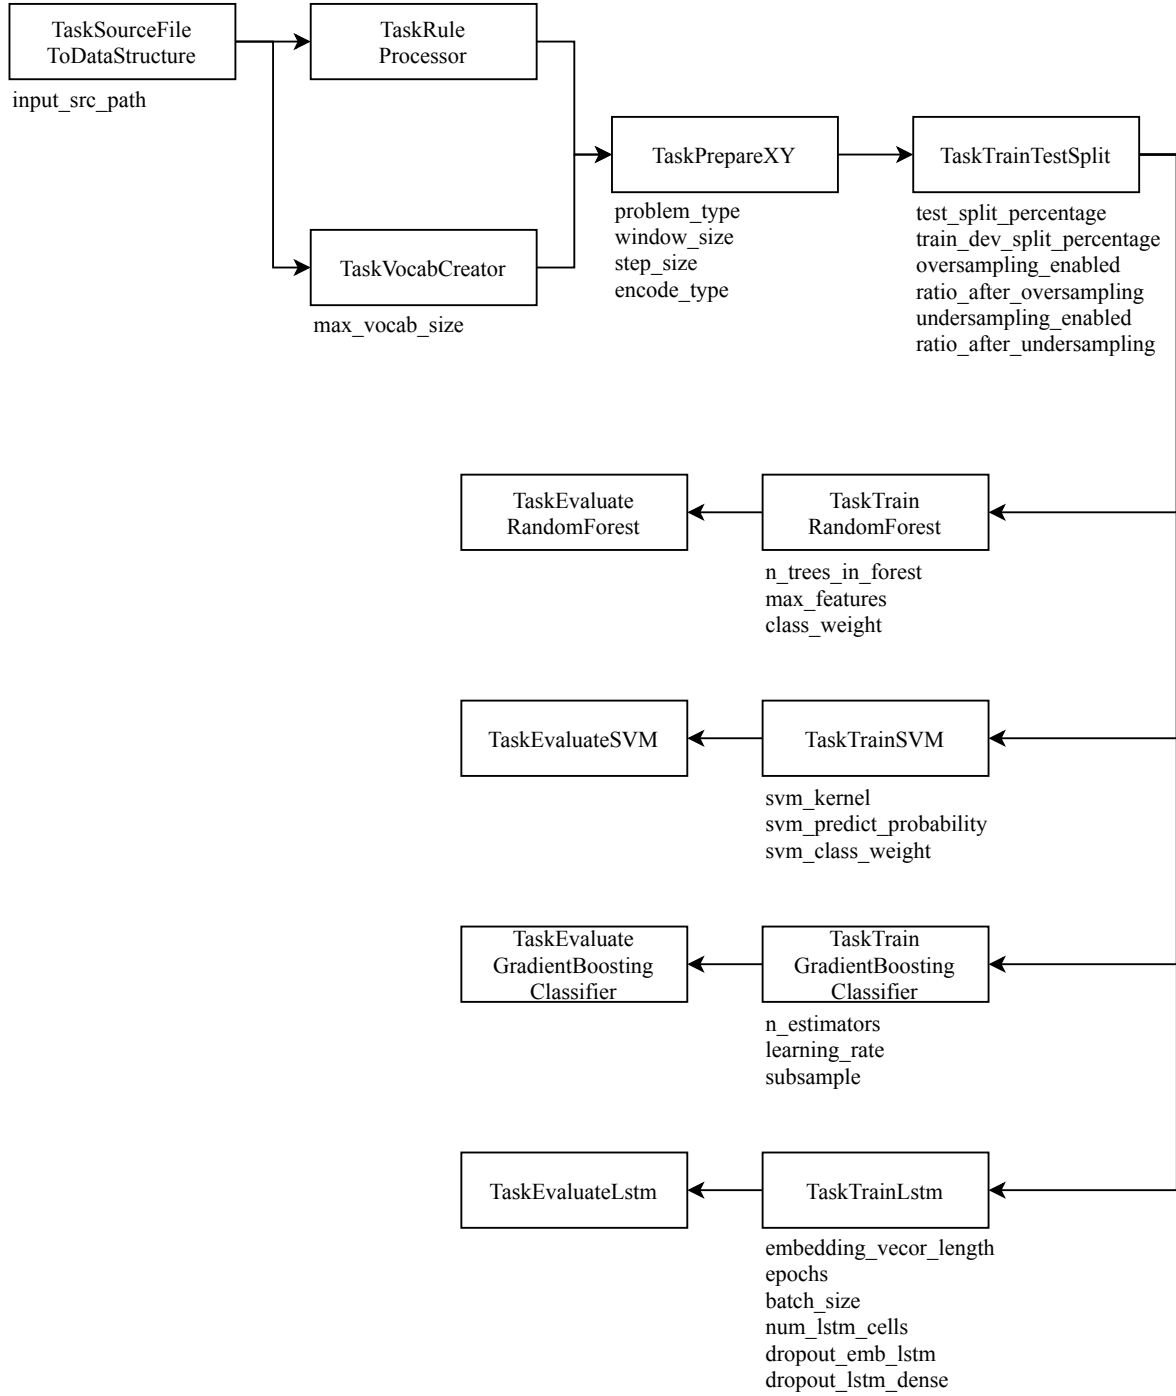 TaskSourceFile
ToDataStructure
input_src_path
TaskRule
Processor
TaskVocabCreator
max_vocab_size
TaskPrepareXY
problem_type
window_size
step_size
encode_type
TaskTrainTestSplit
test_split_percentage
train_dev_split_percentage
oversampling_enabled
ratio_after_oversampling
undersampling_enabled
ratio_after_undersampling
TaskEvaluate
RandomForest
TaskTrain
RandomForest
n_trees_in_forest
max_features
class_weight
TaskEvaluateSVM
TaskTrainSVM
svm_kernel
svm_predict_probability
svm_class_weight
TaskEvaluate
GradientBoosting
Classifier
TaskTrain
GradientBoosting
Classifier
n_estimators
learning_rate
subsample
TaskEvaluateLstm
TaskTrainLstm
embedding_vecor_length
epochs
batch_size
num_lstm_cells
dropout_emb_lstm
dropout_lstm_dense